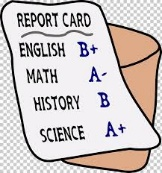 REPORT CARD
ENGLISH B+
MATH A-
HISTORY B
SCIENCE A+